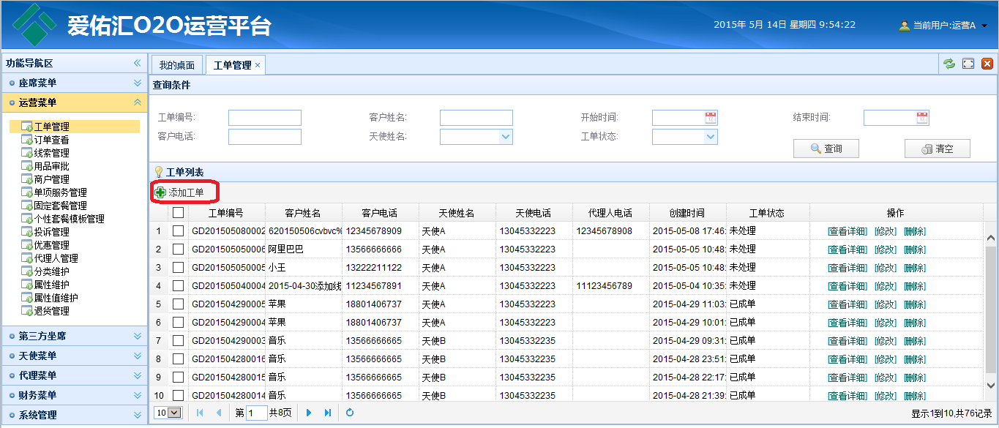 爱佑汇O2O运营平台
2015年 5月 14日 星期四 9:54:22
当前用户:运营A
功能导航区
座席菜单
运营菜单
工单管理
订单查看
线索管理
用品审批
商户管理
单项服务管理
固定套餐管理
个性套餐模板管理
投诉管理
优惠管理
代理人管理
分类维护
属性维护
属性值维护
退货管理
第三方坐席
天使菜单
代理菜单
财务菜单
系统管理
我的桌面 工单管理
查询条件
工单编号: 客户姓名: 开始时间: 结束时间:
客户电话: 天使姓名: 工单状态:
查询 清空
工单列表
添加工单
工单编号 客户姓名 客户电话 天使姓名 天使电话 代理人电话 创建时间 工单状态 操作
1 GD201505080002 620150506cvbvc% 12345678909 天使A 13045332223 12345678908 2015-05-08 17:46: 未处理 [查看详细] [修改] [删除]
2 GD201505050006 阿里巴巴 13566666666 天使A 13045332223 2015-05-05 10:48: 未处理 [查看详细] [修改] [删除]
3 GD201505050005 小王 13222211122 天使A 13045332223 2015-05-05 10:48: 未处理 [查看详细] [修改] [删除]
4 GD201505040004 2015-04-30添加线 11234567891 天使A 13045332223 11123456789 2015-05-04 10:35: 未处理 [查看详细] [修改] [删除]
5 GD201504290005 苹果 18801406737 天使A 13045332223 2015-04-29 11:03: 已成单 [查看详细] [修改] [删除]
6 GD201504290004 苹果 18801406737 天使A 13045332223 2015-04-29 10:01: 已成单 [查看详细] [修改] [删除]
7 GD201504290003 音乐 13566666665 天使B 13045332235 2015-04-29 09:31: 已成单 [查看详细] [修改] [删除]
8 GD201504280016 音乐 13566666665 天使B 13045332235 2015-04-28 23:51: 已成单 [查看详细] [修改] [删除]
9 GD201504280015 音乐 13566666665 天使B 13045332235 2015-04-28 22:17: 已成单 [查看详细] [修改] [删除]
10 GD201504280014 音乐 13566666665 天使B 13045332235 2015-04-28 21:39: 已成单 [查看详细] [修改] [删除]
10 第 1 共8页 显示1到10,共76记录